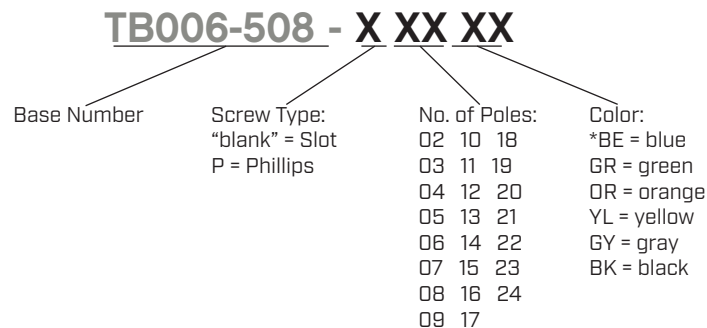 TB006-508 - X XX XX
Base Number
Screw Type:
"blank" = Slot
P = Phillips
No. of Poles:
02 10 18
03 11 19
04 12 20
05 13 21
06 14 22
07 15 23
08 16 24
09 17
Color:
*BE = blue
GR = green
OR = orange
YL = yellow
GY = gray
BK = black